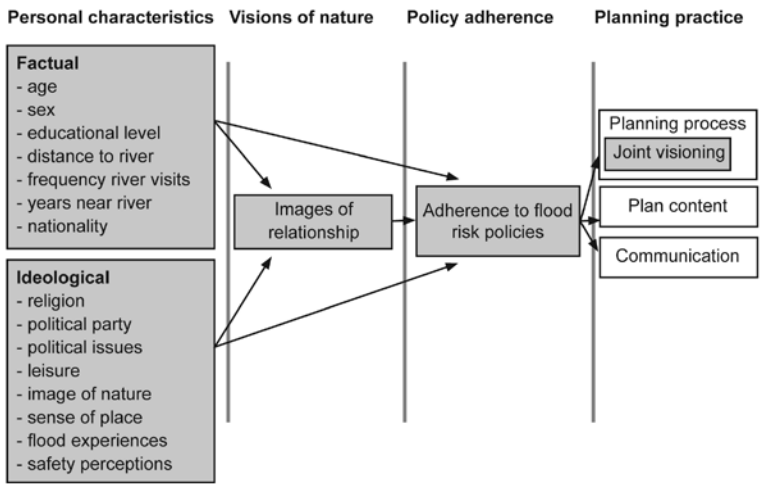 Personal characteristics
Visions of nature
Policy adherence
Planning practice
Factual
- age
- sex
- educational level
- distance to river
- frequency river visits
- years near river
- nationality
Ideological
- religion
- political party
- political issues
- leisure
- image of nature
- sense of place
- flood experiences
- safety perceptions
Images of
relationship
Adherence to flood
risk policies
Planning process
Joint visioning
Plan content
Communication